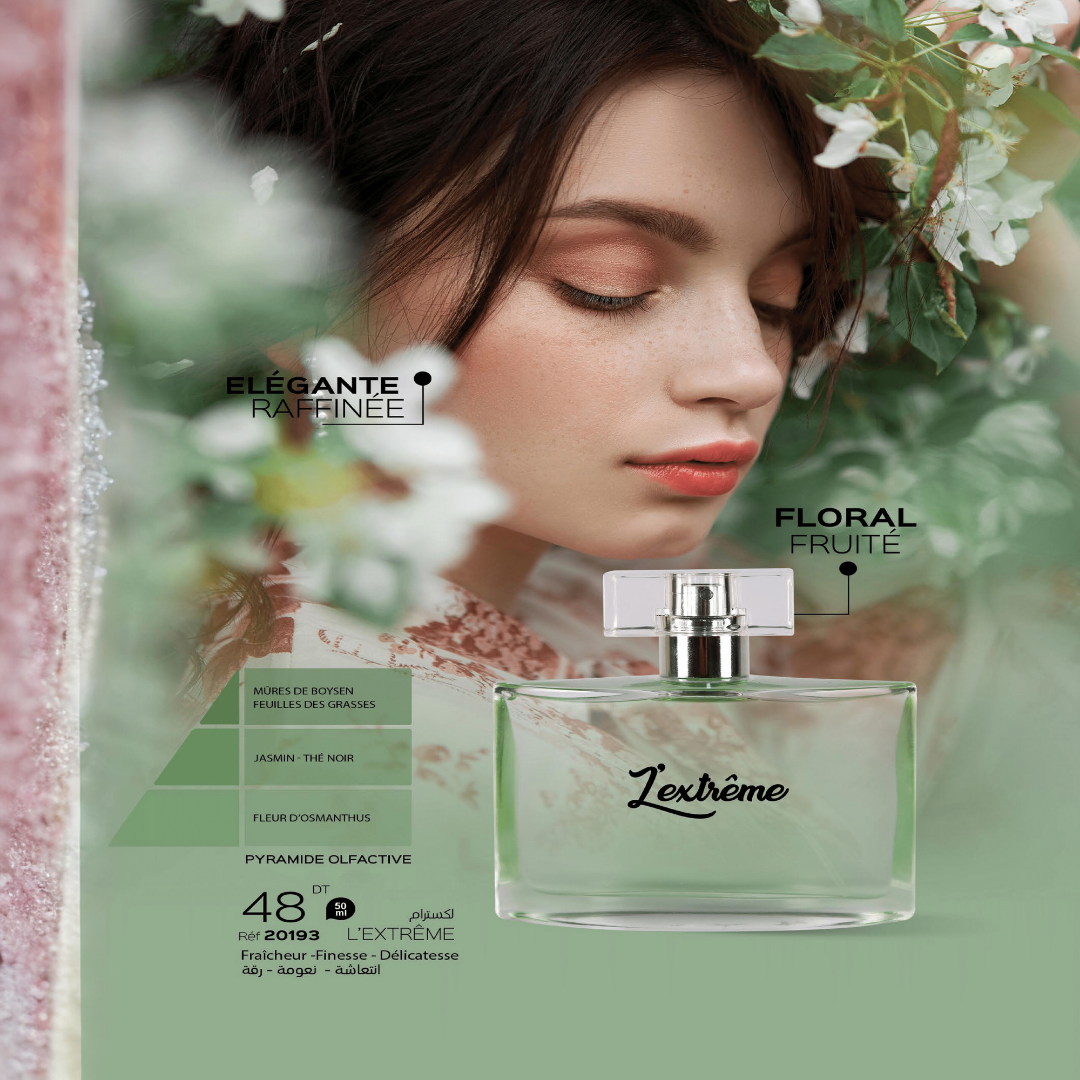 ELÉGANTE
RAFFINÉE
FLORAL
FRUITÉ
L'extrême
MÛRES DE BOYSEN
FEUILLES DES GRASSES
JASMIN - THÉ NOIR
FLEUR D'OSMANTHUS
PYRAMIDE OLFACTIVE
48 DT
50
ml
لكسترام
Réf 20193 L'EXTRÊME
Fraîcheur -Finesse - Délicatesse
انتعاشة - نعومة - رقة